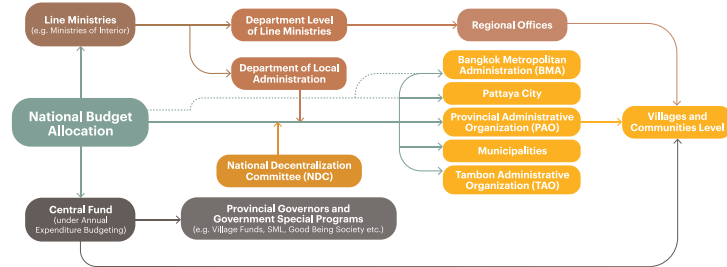 Line Ministries
(e.g. Ministries of Interior)
Department Level
of Line Ministries
Regional Offices
Department of Local
Administration
Bangkok Metropolitan
Administration (BMA)
Pattaya City
National Budget
Allocation
Provincial Administrative
Organization (PAO)
Villages and
Communities Level
National Decentralization
Committee (NDC)
Municipalities
Tambon Administrative
Organization (TAO)
Central Fund
(under Annual
Expenditure Budgeting)
Provincial Governors and
Government Special Programs
(e.g. Village Funds, SML, Good Being Society etc.)